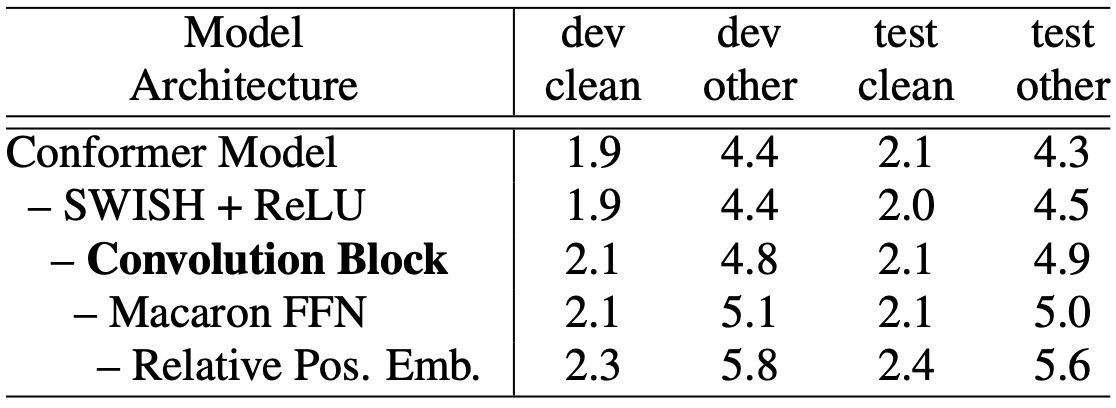 Model dev dev test test
Architecture clean other clean other
Conformer Model 1.9 4.4 2.1 4.3
– SWISH + ReLU 1.9 4.4 2.0 4.5
– Convolution Block 2.1 4.8 2.1 4.9
– Macaron FFN 2.1 5.1 2.1 5.0
– Relative Pos. Emb. 2.3 5.8 2.4 5.6